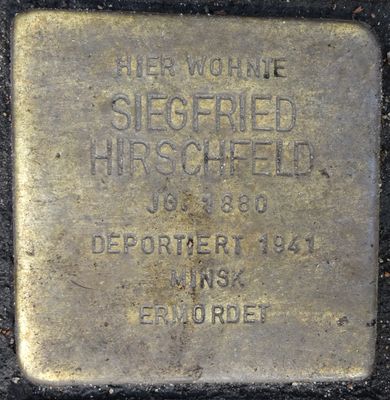 HIER WOHNTE
SIEGFRIED
HIRSCHFELD
JG. 1880
DEPORTIERT 1941
MINSK
ERMORDET